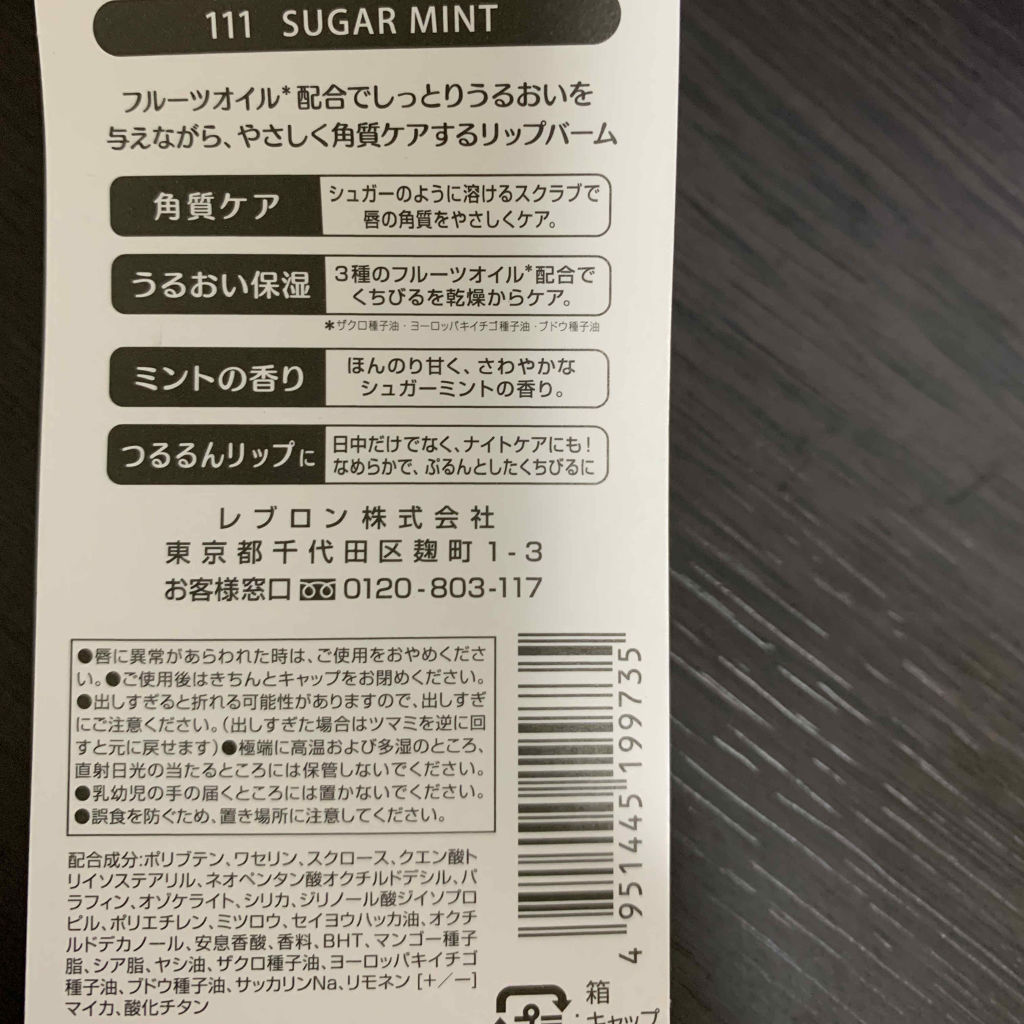 111 SUGAR MINT
フルーツオイル*配合でしっとりうるおいを
与えながら、やさしく角質ケアするリップバーム
角質ケア
シュガーのように溶けるスクラブで
唇の角質をやさしくケア。
うるおい保湿
3種のフルーツオイル*配合で
くちびるを乾燥からケア。
*ザクロ種子油・ヨーロッパキイチゴ種子油・ブドウ種子油
ミントの香り
ほんのり甘く、さわやかな
シュガーミントの香り。
つるるんリップに
日中だけでなく、ナイトケアにも!
なめらかで、ぷるんとしたくちびるに
レブロン株式会社
東京都千代田区麹町1-3
お客様窓口 0120-803-117
●唇に異常があらわれた時は、ご使用をおやめくださ
い。●ご使用後はきちんとキャップをお閉めください。
●出しすぎると折れる可能性がありますので、出しすぎ
にご注意ください。(出しすぎた場合はツマミを逆に回
すと元に戻せます)●極端に高温および多湿のところ、
直射日光の当たるところには保管しないでください。
●乳幼児の手の届くところには置かないでください。
●誤食を防ぐため、置き場所に注意してください。
配合成分:ポリブテン、ワセリン、スクロース、クエン酸ト
リイソステアリル、ネオペンタン酸オクチルドデシル、パ
ラフィン、オゾケライト、シリカ、ジリノール酸ジイソプロ
ピル、ポリエチレン、ミツロウ、セイヨウハッカ油、オクチ
ルドデカノール、安息香酸、香料、BHT、マンゴー種子
脂、シア脂、ヤシ油、ザクロ種子油、ヨーロッパキイチゴ
種子油、ブドウ種子油、サッカリンNa、リモネン [+/ー]
マイカ、酸化チタン
4951445199735
箱
:キャップ